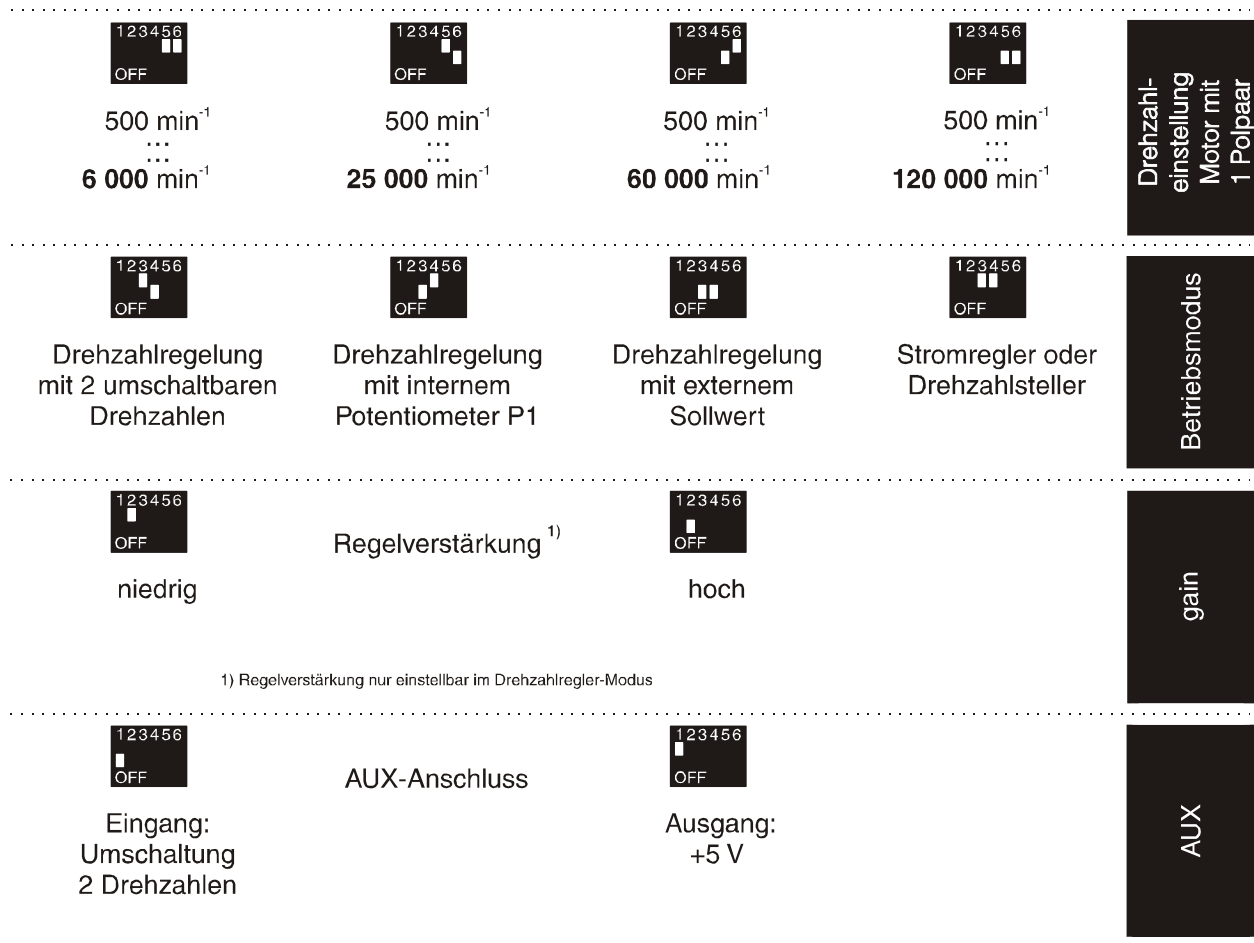 123456 123456 123456 123456
OFF OFF OFF OFF
500 min⁻¹ 500 min⁻¹ 500 min⁻¹ 500 min⁻¹
... ... ... ...
... ... ... ...
6 000 min⁻¹ 25 000 min⁻¹ 60 000 min⁻¹ 120 000 min⁻¹
Drehzahl-
einstellung
Motor mit
1 Polpaar
123456 123456 123456 123456
OFF OFF OFF OFF
Drehzahlregelung
mit 2 umschaltbaren
Drehzahlen
Drehzahlregelung
mit internem
Potentiometer P1
Drehzahlregelung
mit externem
Sollwert
Stromregler oder
Drehzahlsteller
Betriebsmodus
123456
OFF
niedrig
Regelverstärkung ¹⁾
123456
OFF
hoch
gain
1) Regelverstärkung nur einstellbar im Drehzahlregler-Modus
123456
OFF
Eingang:
Umschaltung
2 Drehzahlen
AUX-Anschluss
123456
OFF
Ausgang:
+5 V
AUX